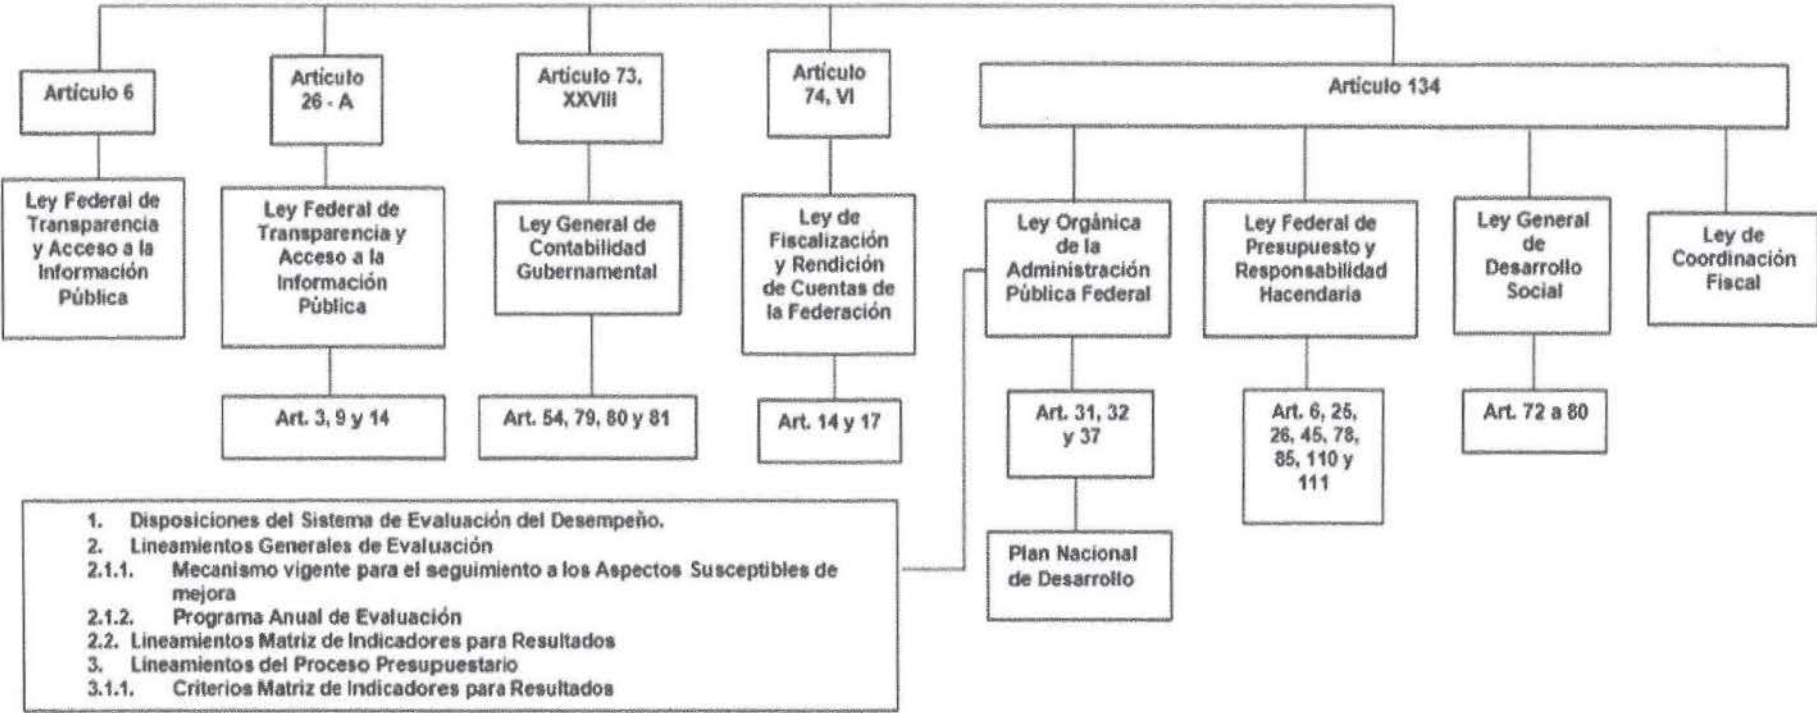 Artículo 6
Artículo
26 - A
Artículo 73,
XXVIII
Artículo
74, VI
Artículo 134
Ley Federal de
Transparencia
y Acceso a la
Información
Pública
Ley Federal de
Transparencia y
Acceso a la
Información
Pública
Ley General de
Contabilidad
Gubernamental
Ley de
Fiscalización
y Rendición
de Cuentas de
la Federación
Ley Orgánica
de la
Administración
Pública Federal
Ley Federal de
Presupuesto y
Responsabilidad
Hacendaria
Ley General
de
Desarrollo
Social
Ley de
Coordinación
Fiscal
Art. 3, 9 y 14
Art. 54, 79, 80 y 81
Art. 14 y 17
Art. 31, 32
y 37
Art. 6, 25,
26, 45, 78,
85, 110 y
111
Art. 72 a 80
Plan Nacional
de Desarrollo
1. Disposiciones del Sistema de Evaluación del Desempeño.
2. Lineamientos Generales de Evaluación
2.1.1. Mecanismo vigente para el seguimiento a los Aspectos Susceptibles de
mejora
2.1.2. Programa Anual de Evaluación
2.2. Lineamientos Matriz de Indicadores para Resultados
3. Lineamientos del Proceso Presupuestario
3.1.1. Criterios Matriz de Indicadores para Resultados